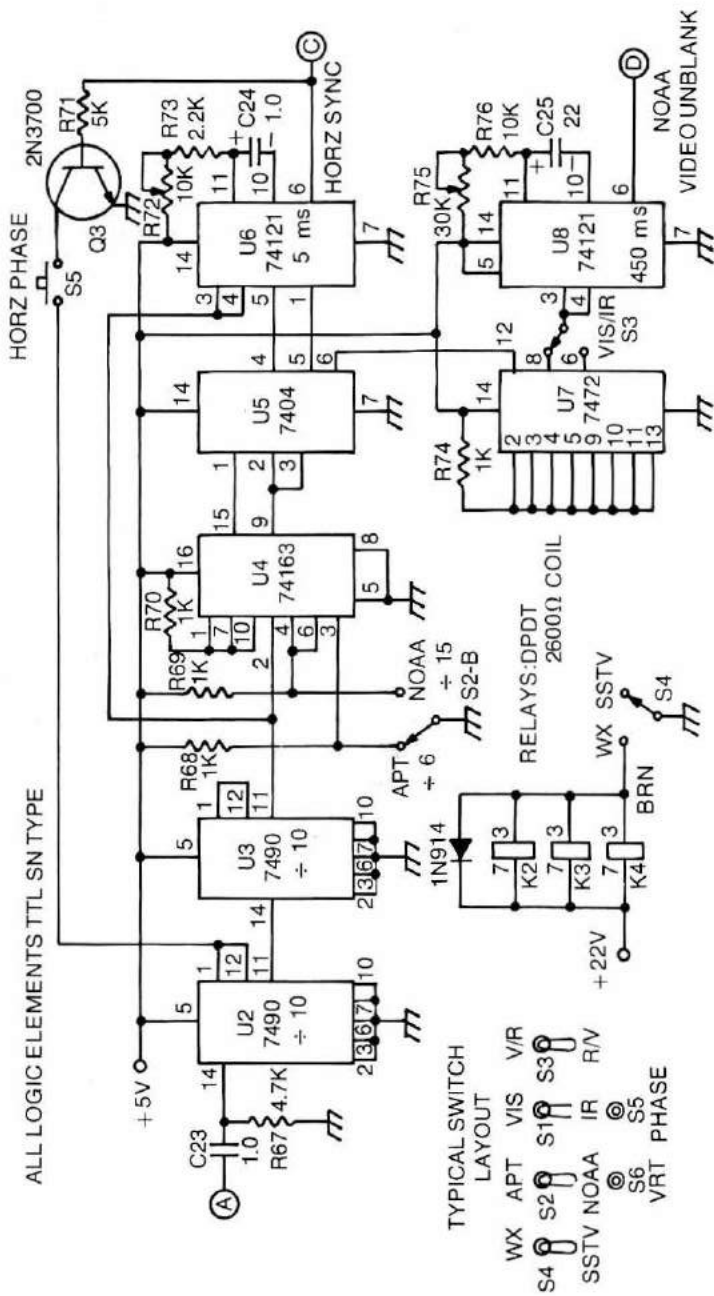 ALL LOGIC ELEMENTS TTL SN TYPE
HORZ PHASE
S5
2N3700
Q3
R71
5K
C
HORZ SYNC
+5V
A
C23
1.0
R67
4.7K
14
5
U2
7490
÷ 10
1
12
11
2
3
6
7
10
14
5
U3
7490
÷ 10
1
12
11
2
3
6
7
10
R68
1K
R69
1K
R70
1K
APT
÷ 6
NOAA
÷ 15
S2-B
16
1
7
10
2
4
6
3
U4
74163
15
9
8
5
14
1
2
3
U5
7404
4
5
6
7
14
3
4
5
1
U6
74121
5 ms
11
10
6
7
R72
10K
R73
2.2K
C24
+
−
1.0
R74
1K
12
14
2
3
4
5
9
10
11
13
U7
7472
8
6
VIS/IR
S3
14
5
3
4
U8
74121
450 ms
11
10
6
7
R75
30K
R76
10K
C25
22
+
−
D
NOAA
VIDEO UNBLANK
RELAYS:DPDT
2600Ω COIL
1N914
7
3
K2
7
3
K3
7
3
K4
+22V
BRN
WX
SSTV
S4
TYPICAL SWITCH
LAYOUT
WX
APT
VIS
V/R
S4
S2
S1
S3
SSTV
NOAA
IR
R/V
S6
S5
VRT
PHASE